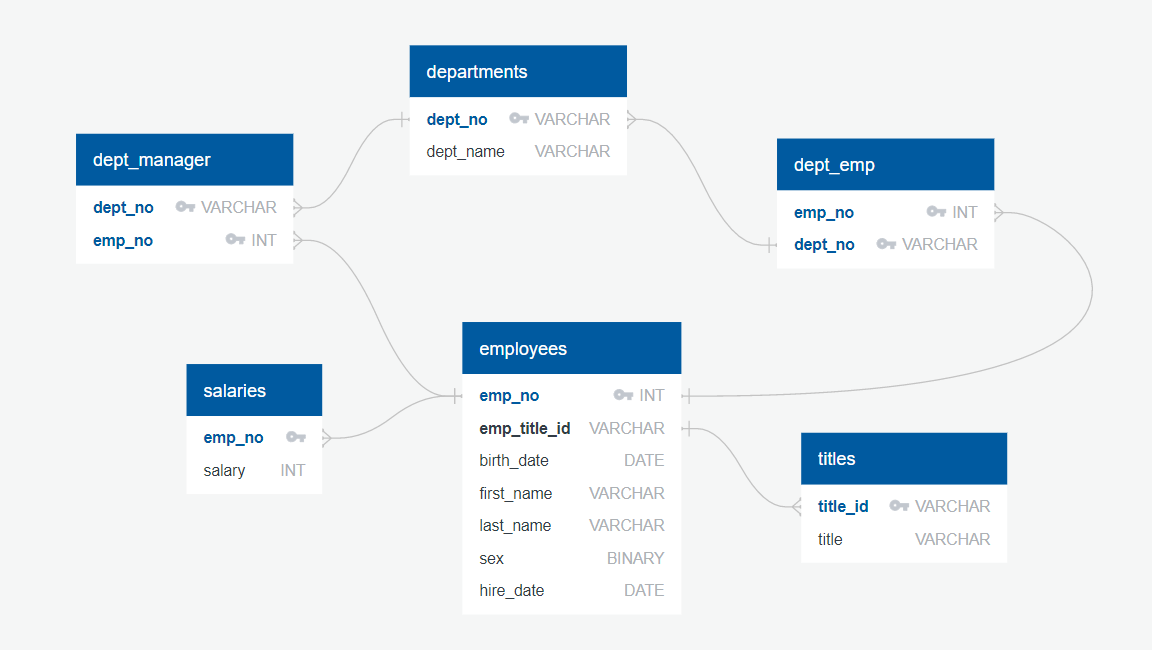 departments
dept_no VARCHAR
dept_name VARCHAR
dept_manager
dept_no VARCHAR
emp_no INT
dept_emp
emp_no INT
dept_no VARCHAR
employees
emp_no INT
emp_title_id VARCHAR
birth_date DATE
first_name VARCHAR
last_name VARCHAR
sex BINARY
hire_date DATE
salaries
emp_no
salary INT
titles
title_id VARCHAR
title VARCHAR